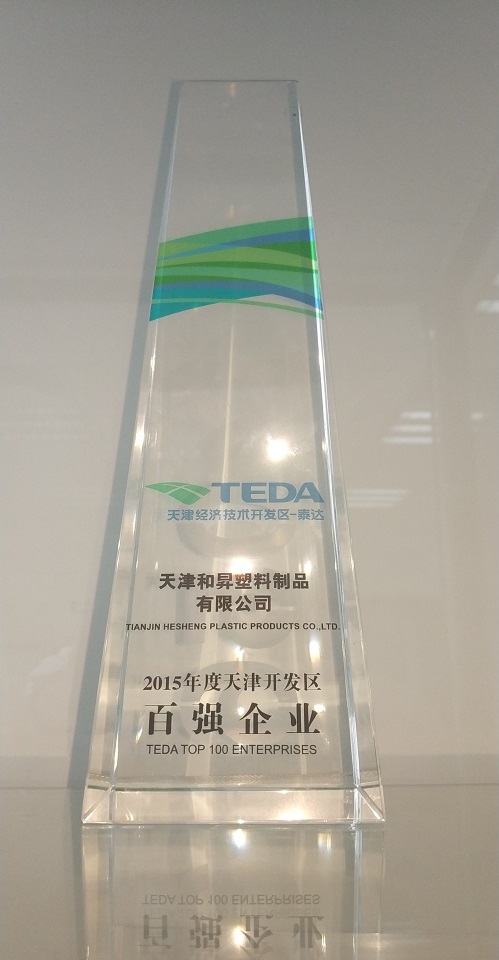 TEDA
天津经济技术开发区-泰达
天津和昇塑料制品
有限公司
TIANJIN HESHENG PLASTIC PRODUCTS CO.,LTD.
2015年度天津开发区
百强企业
TEDA TOP 100 ENTERPRISES